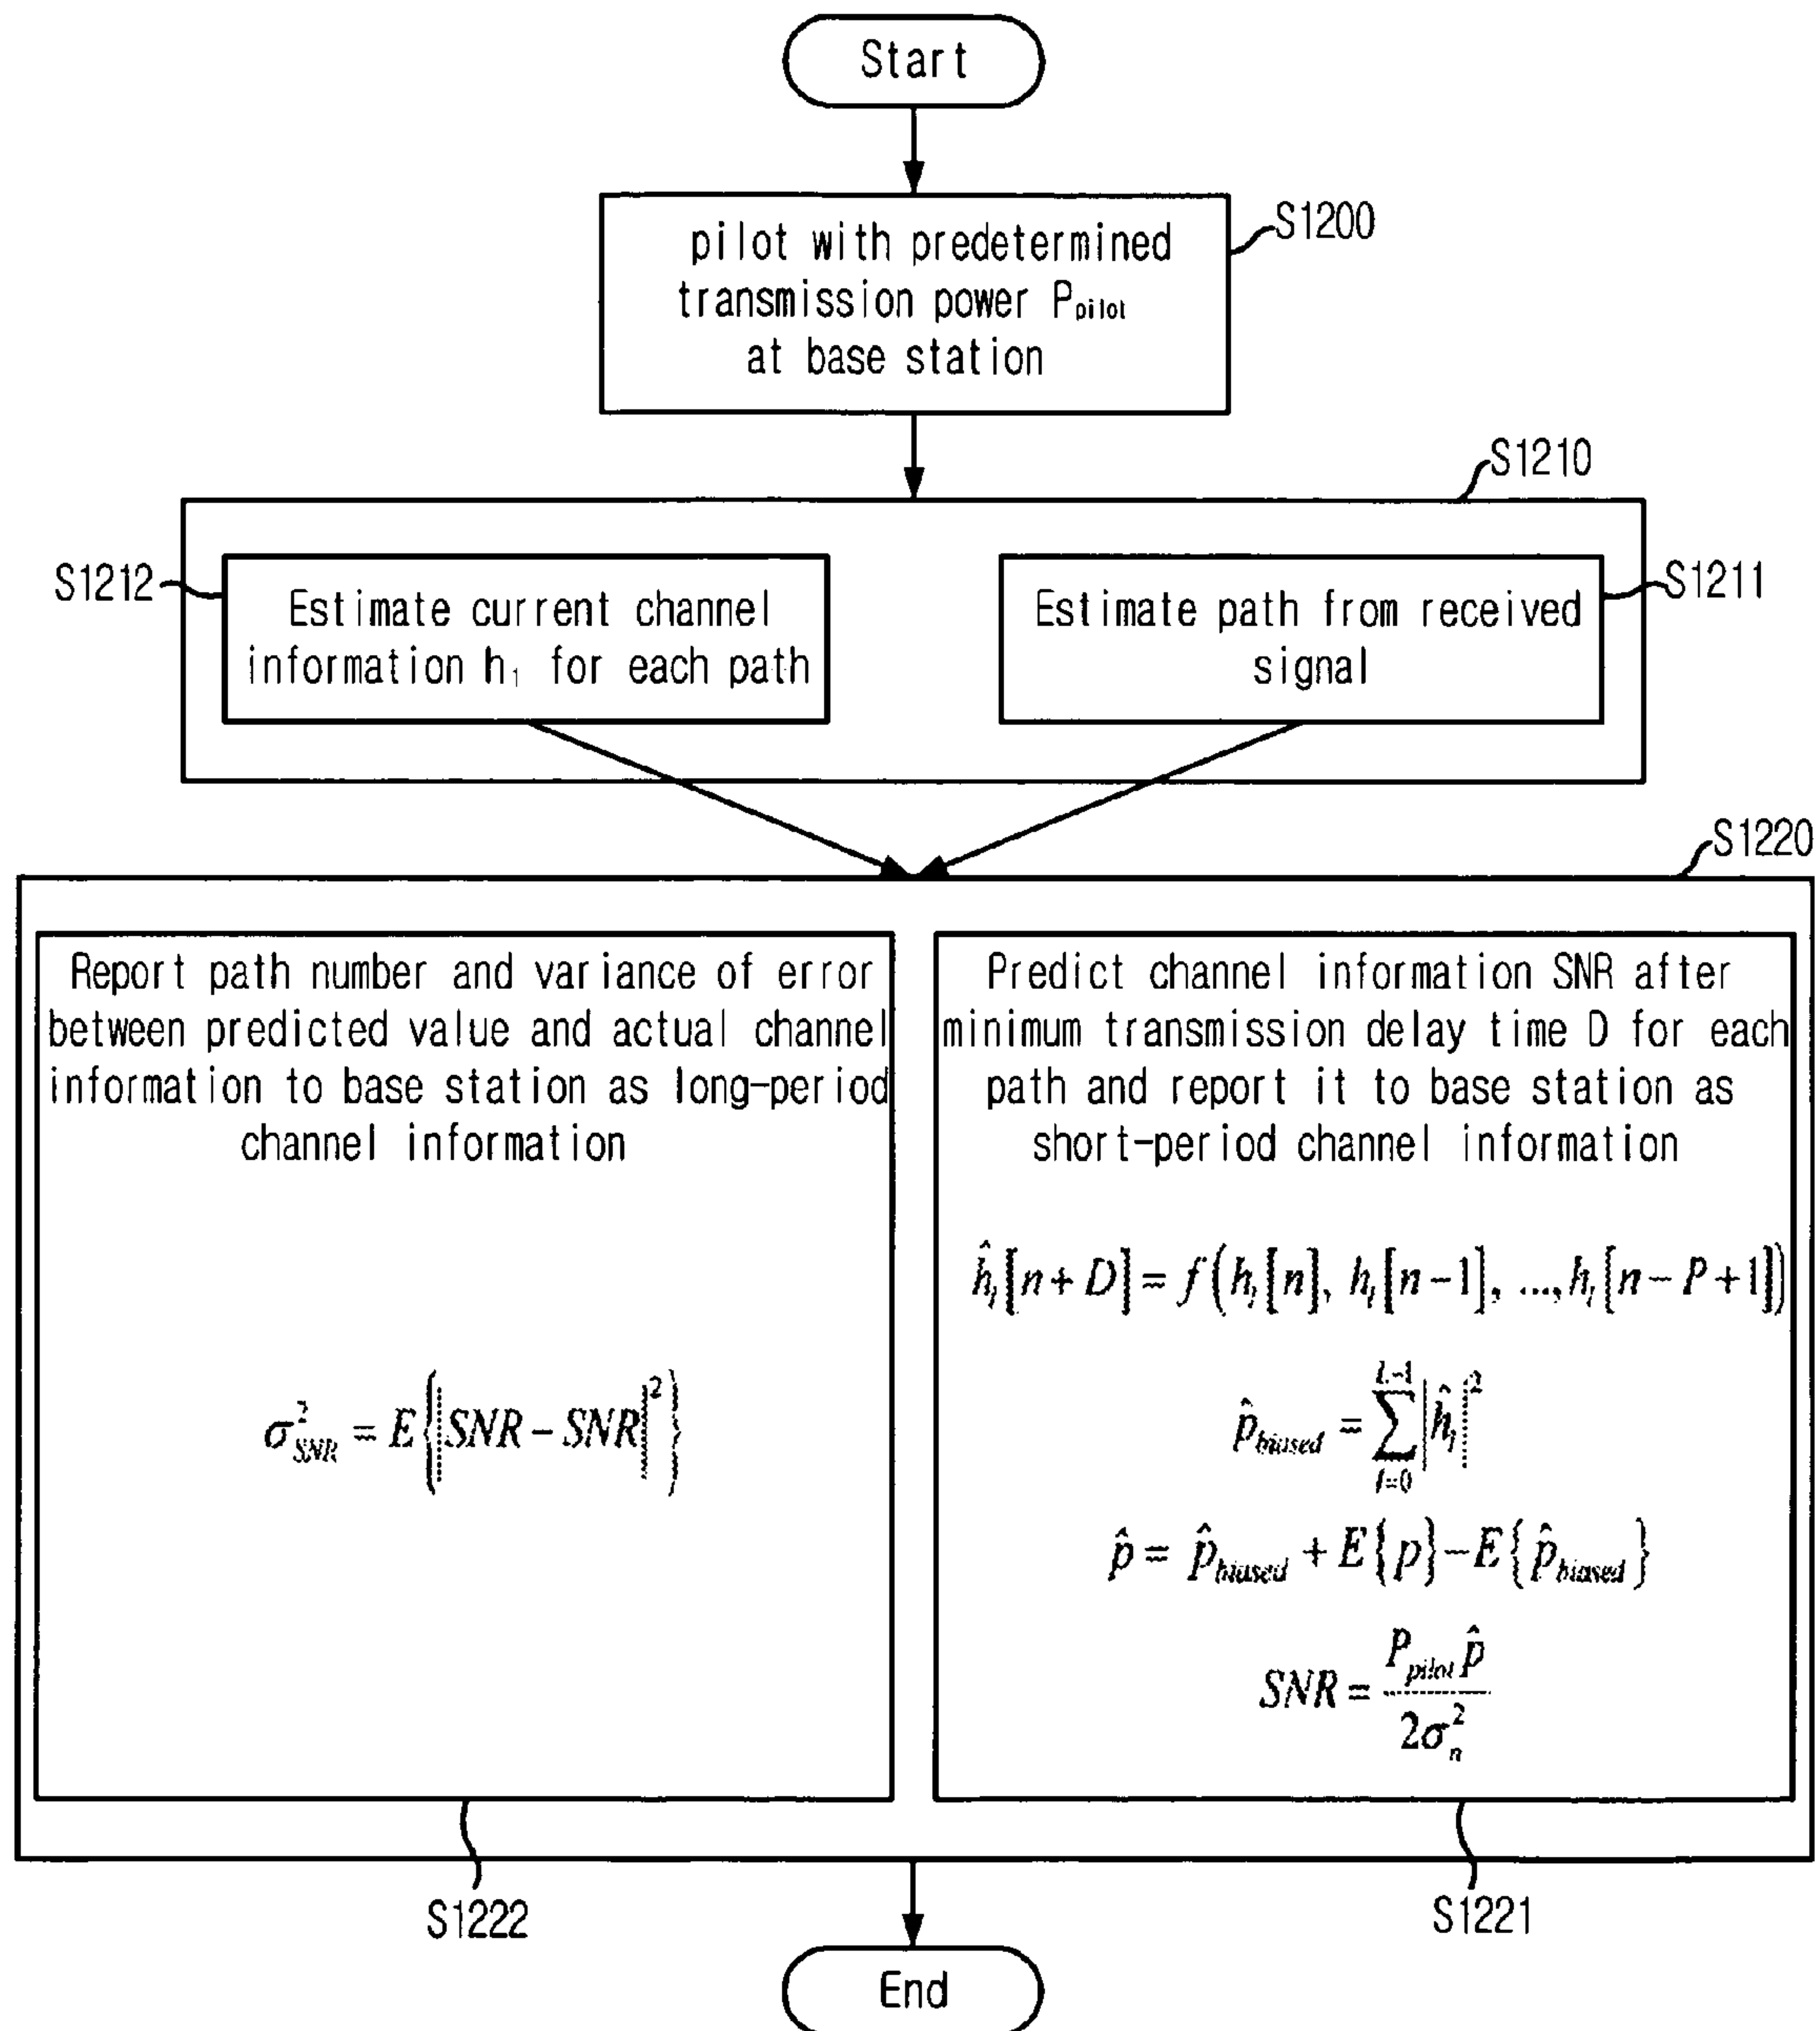 Start
pilot with predetermined
transmission power P_pilot
at base station
S1200
S1210
S1212
Estimate current channel
information h_1 for each path
Estimate path from received
signal
S1211
S1220
Report path number and variance of error
between predicted value and actual channel
information to base station as long-period
channel information
σ²_SNR = E{|SNR − SNR|²}
Predict channel information SNR after
minimum transmission delay time D for each
path and report it to base station as
short-period channel information
ĥ_l[n + D] = f(h_l[n], h_l[n−1], ..., h_l[n − P + 1])
p̂_biased = ∑_{l=0}^{L−1} |ĥ_l|²
p̂ = p̂_biased + E{p} − E{p̂_biased}
SNR = P_pilot p̂ / 2σ_n²
S1222
S1221
End